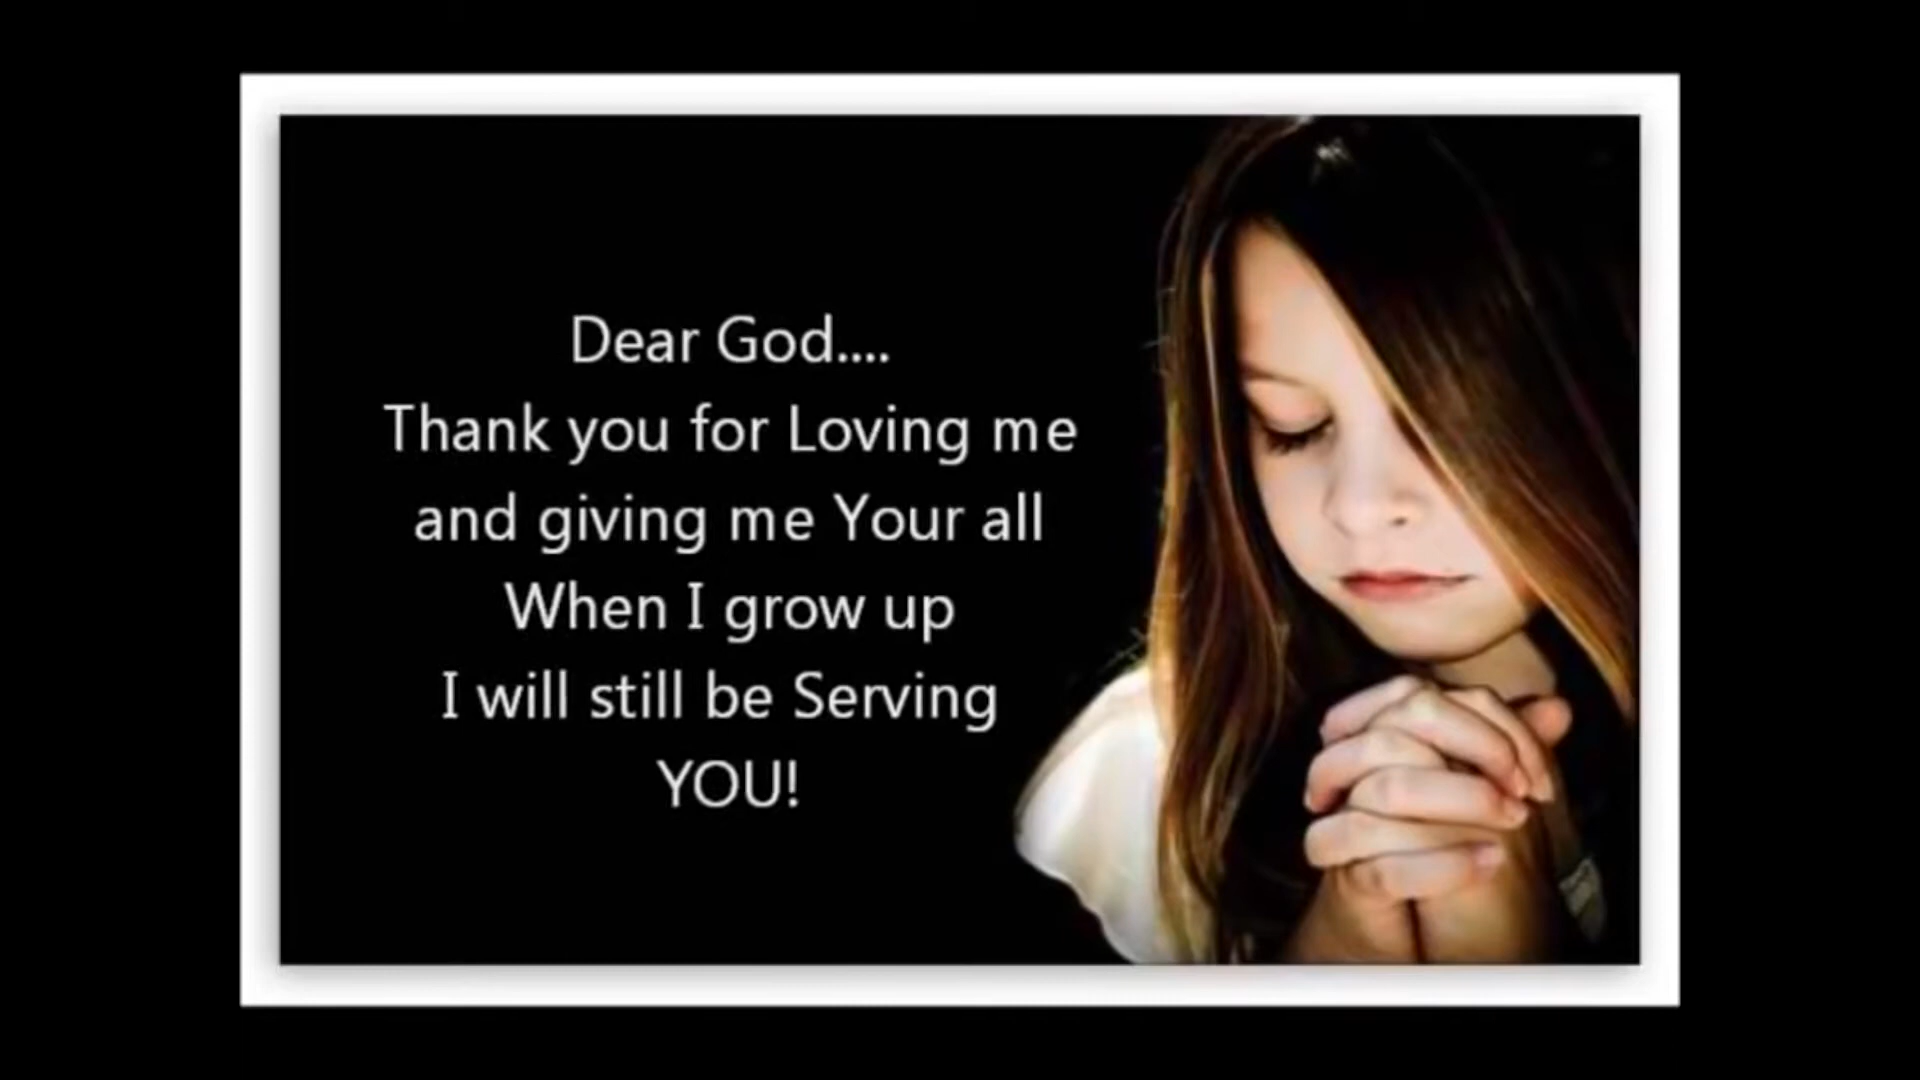 Dear God....
Thank you for Loving me
and giving me Your all
When I grow up
I will still be Serving
YOU!